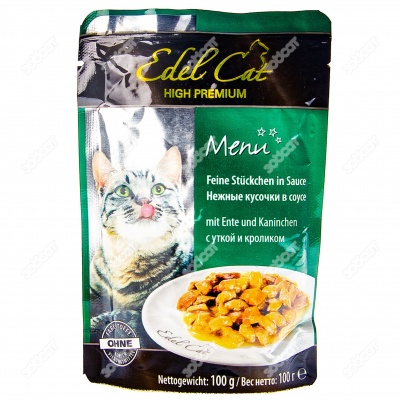 Edel Cat
HIGH PREMIUM
Menü
Feine Stückchen in Sauce
Нежные кусочки в соусе
mit Ente und Kaninchen
с уткой и кроликом
OHNE
Edel Cat
Nettogewicht: 100 g / Вес нетто: 100 г e